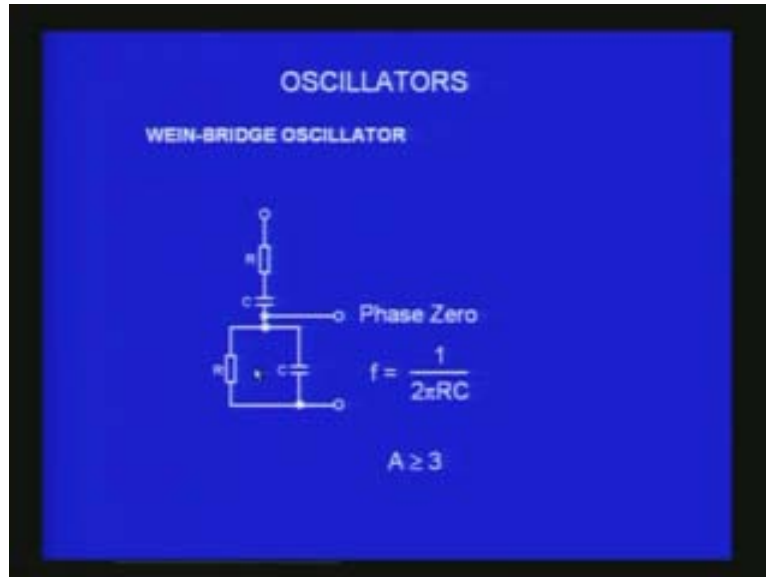 OSCILLATORS
WEIN-BRIDGE OSCILLATOR
R
C
Phase Zero
R
C
f = 1 / 2πRC
A ≥ 3